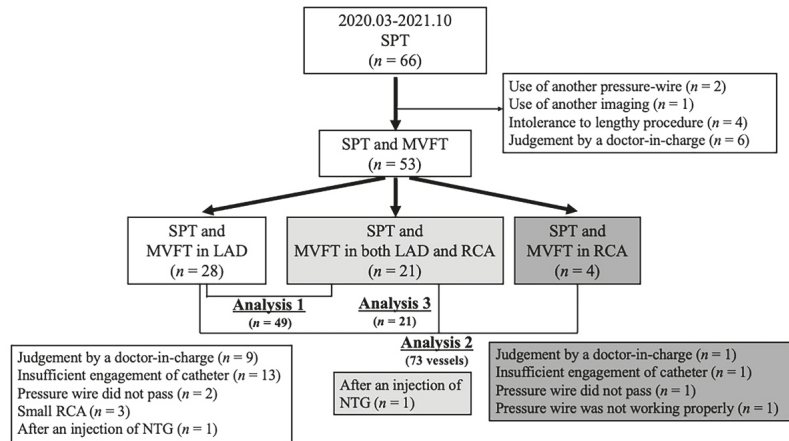 2020.03-2021.10
SPT
(n = 66)
Use of another pressure-wire (n = 2)
Use of another imaging (n = 1)
Intolerance to lengthy procedure (n = 4)
Judgement by a doctor-in-charge (n = 6)
SPT and MVFT
(n = 53)
SPT and
MVFT in LAD
(n = 28)
SPT and
MVFT in both LAD and RCA
(n = 21)
SPT and
MVFT in RCA
(n = 4)
Analysis 1
(n = 49)
Analysis 3
(n = 21)
Analysis 2
(73 vessels)
Judgement by a doctor-in-charge (n = 9)
Insufficient engagement of catheter (n = 13)
Pressure wire did not pass (n = 2)
Small RCA (n = 3)
After an injection of NTG (n = 1)
After an injection of
NTG (n = 1)
Judgement by a doctor-in-charge (n = 1)
Insufficient engagement of catheter (n = 1)
Pressure wire did not pass (n = 1)
Pressure wire was not working properly (n = 1)